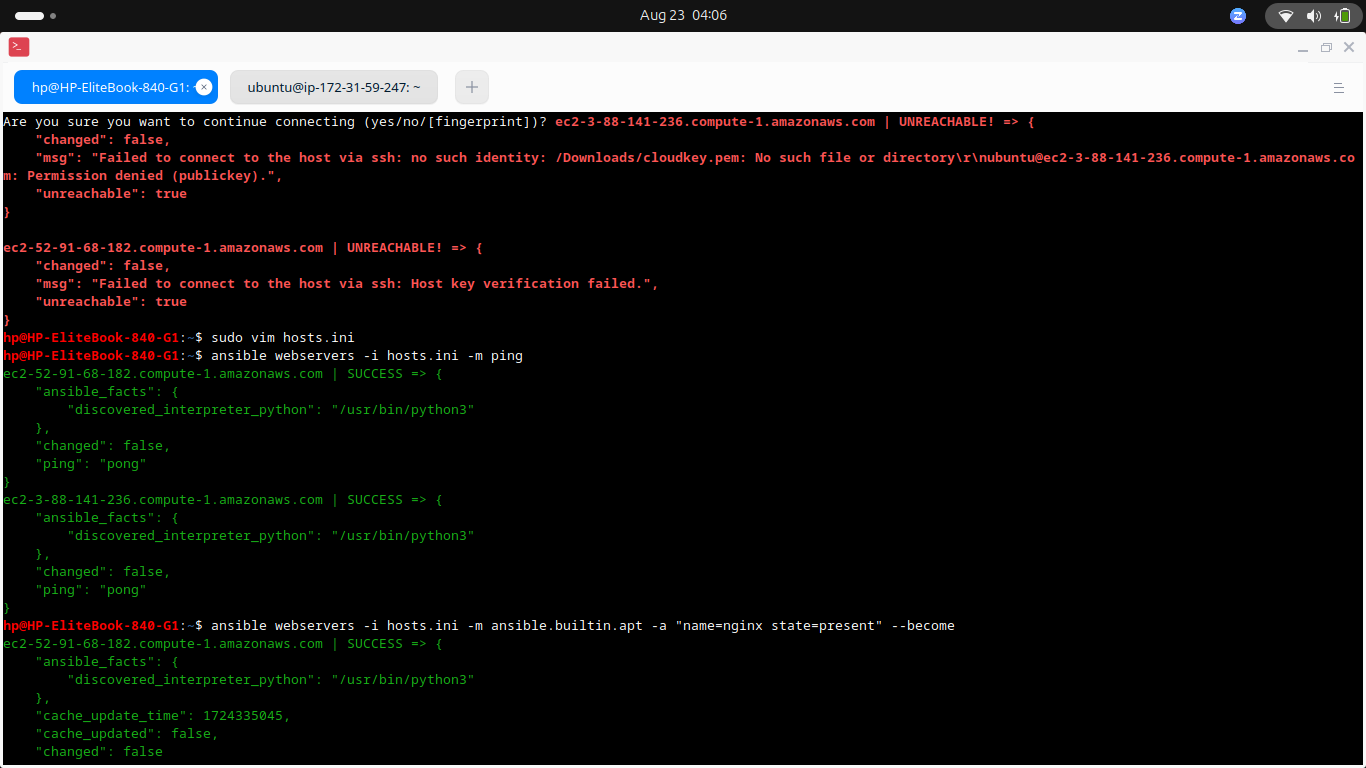 Aug 23 04:06
hp@HP-EliteBook-840-G1: ~
ubuntu@ip-172-31-59-247: ~
Are you sure you want to continue connecting (yes/no/[fingerprint])? ec2-3-88-141-236.compute-1.amazonaws.com | UNREACHABLE! => {
    "changed": false,
    "msg": "Failed to connect to the host via ssh: no such identity: /Downloads/cloudkey.pem: No such file or directory\r\nubuntu@ec2-3-88-141-236.compute-1.amazonaws.co
m: Permission denied (publickey).",
    "unreachable": true
}
ec2-52-91-68-182.compute-1.amazonaws.com | UNREACHABLE! => {
    "changed": false,
    "msg": "Failed to connect to the host via ssh: Host key verification failed.",
    "unreachable": true
}
hp@HP-EliteBook-840-G1:~$ sudo vim hosts.ini
hp@HP-EliteBook-840-G1:~$ ansible webservers -i hosts.ini -m ping
ec2-52-91-68-182.compute-1.amazonaws.com | SUCCESS => {
    "ansible_facts": {
        "discovered_interpreter_python": "/usr/bin/python3"
    },
    "changed": false,
    "ping": "pong"
}
ec2-3-88-141-236.compute-1.amazonaws.com | SUCCESS => {
    "ansible_facts": {
        "discovered_interpreter_python": "/usr/bin/python3"
    },
    "changed": false,
    "ping": "pong"
}
hp@HP-EliteBook-840-G1:~$ ansible webservers -i hosts.ini -m ansible.builtin.apt -a "name=nginx state=present" --become
ec2-52-91-68-182.compute-1.amazonaws.com | SUCCESS => {
    "ansible_facts": {
        "discovered_interpreter_python": "/usr/bin/python3"
    },
    "cache_update_time": 1724335045,
    "cache_updated": false,
    "changed": false